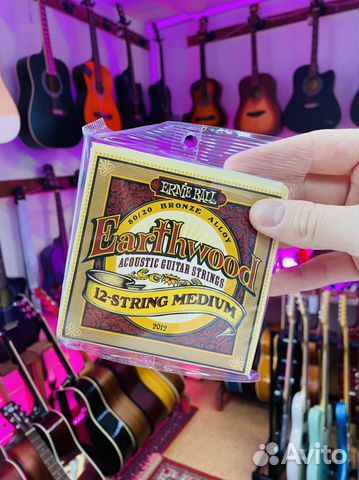 ERNIE BALL
80/20 BRONZE ALLOY
Earthwood
ACOUSTIC GUITAR STRINGS
12-STRING MEDIUM
2012
Avito